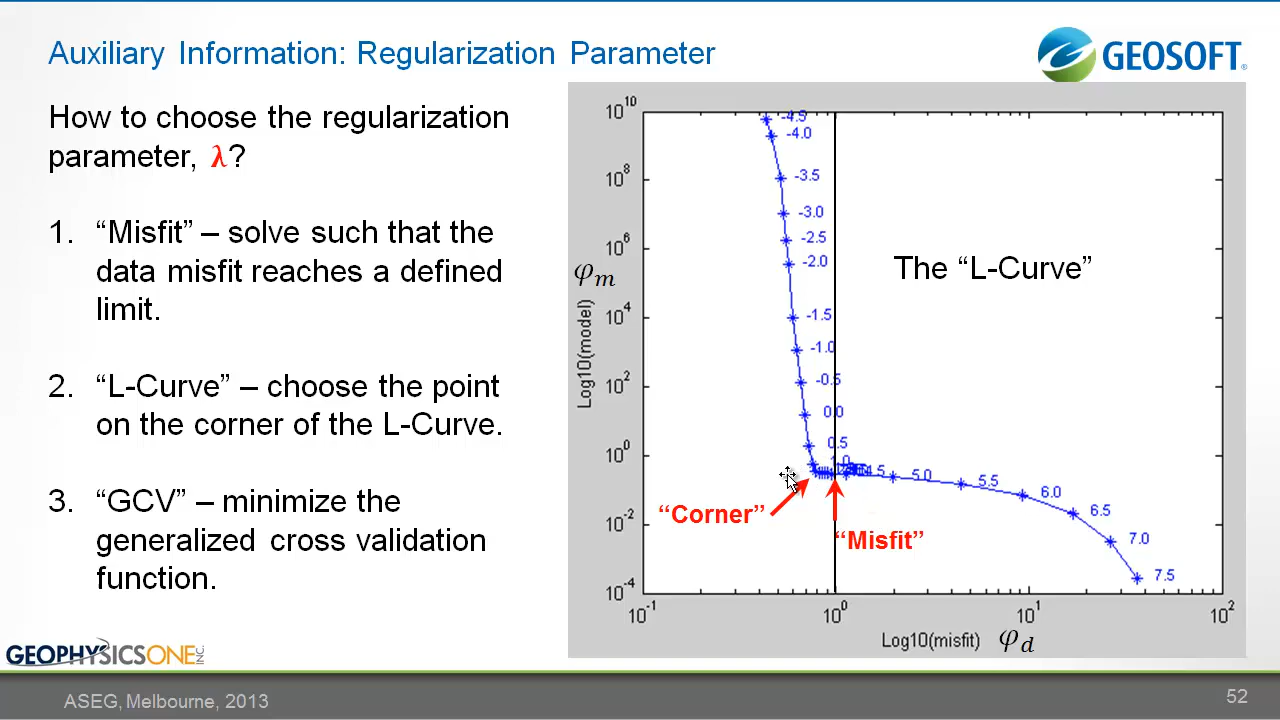 Auxiliary Information: Regularization Parameter
GEOSOFT®
How to choose the regularization
parameter, λ?
1. “Misfit” – solve such that the
data misfit reaches a defined
limit.
2. “L-Curve” – choose the point
on the corner of the L-Curve.
3. “GCV” – minimize the
generalized cross validation
function.
The “L-Curve”
φm
Log10(model)
10^10
10^8
10^6
10^4
10^2
10^0
10^-2
10^-4
-4.5
-4.0
-3.5
-3.0
-2.5
-2.0
-1.5
-1.0
-0.5
0.0
0.5
1.0
4.5
5.0
5.5
6.0
6.5
7.0
7.5
“Corner”
“Misfit”
10^-1
10^0
10^1
10^2
Log10(misfit) φd
GEOPHYSICSONE INC.
ASEG, Melbourne, 2013
52